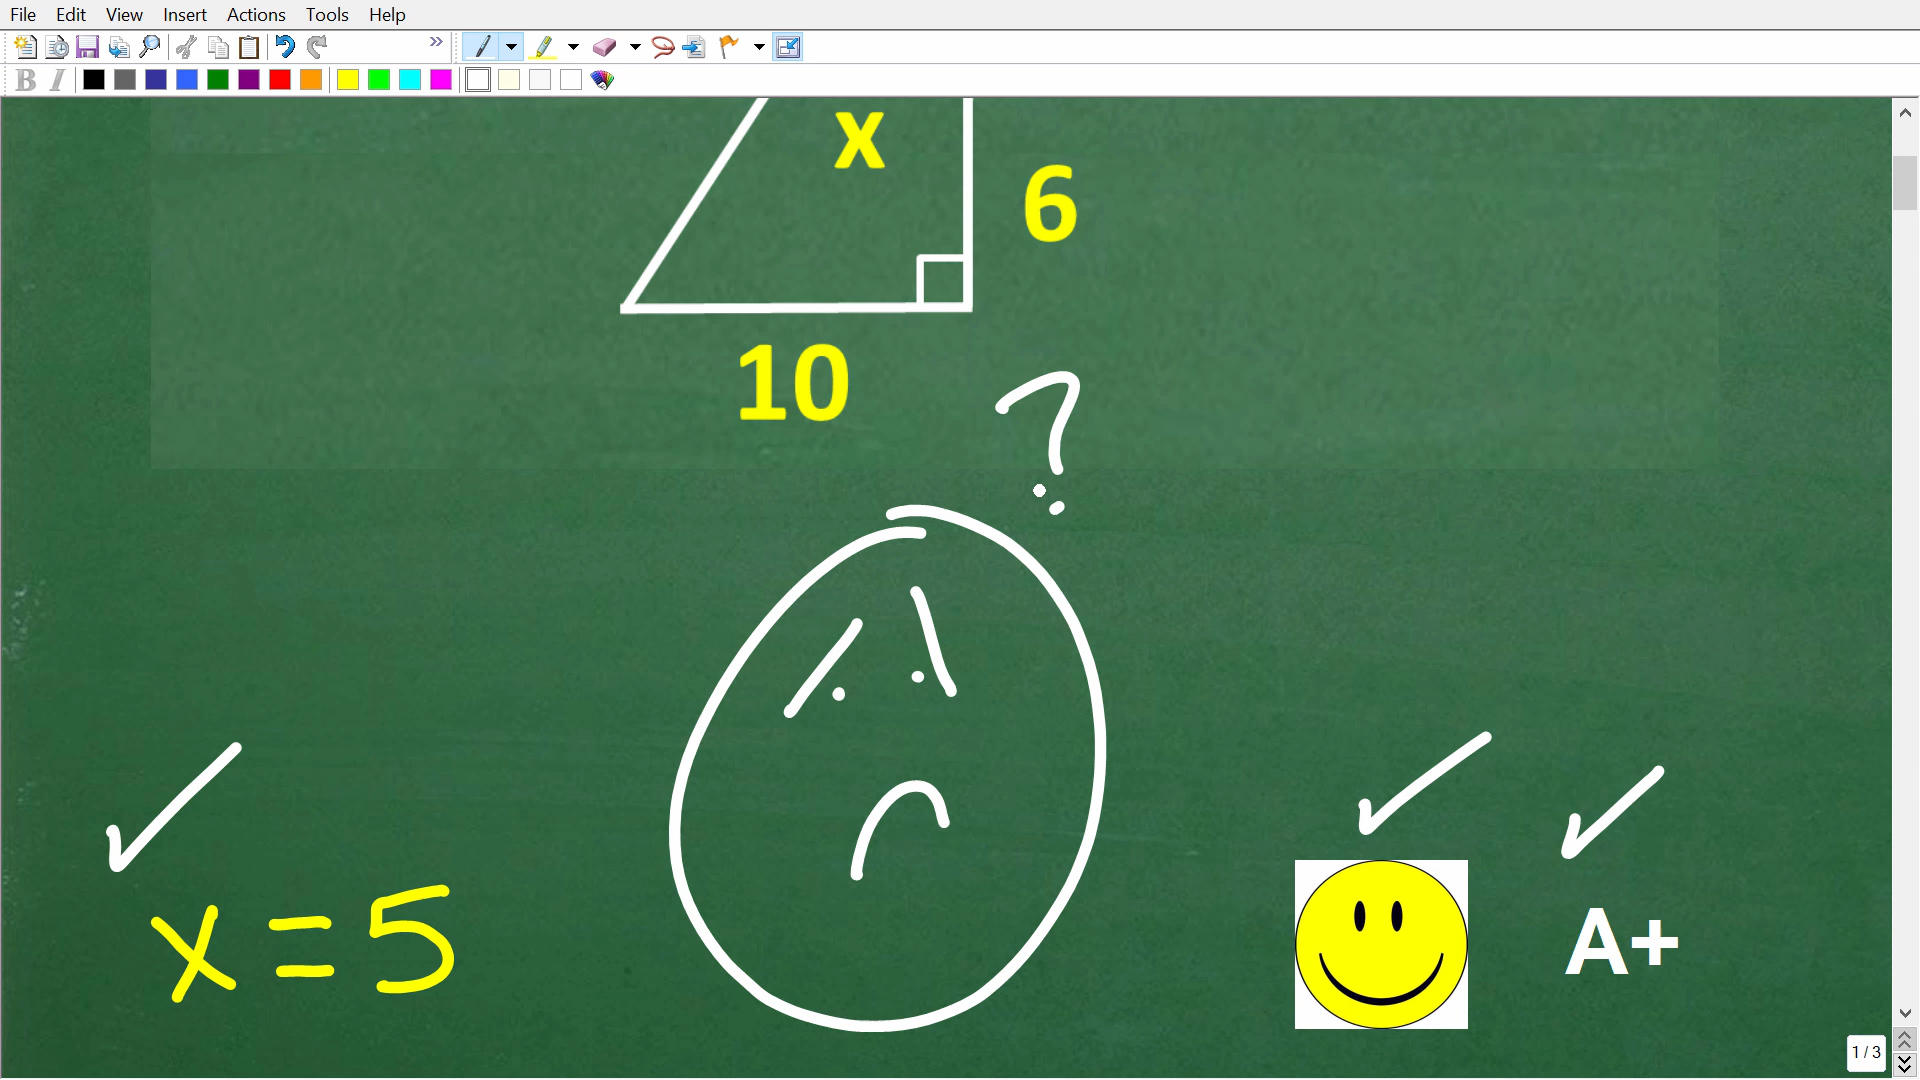 File Edit View Insert Actions Tools Help
B I
x
6
10
?
x = 5
A+
1 / 3